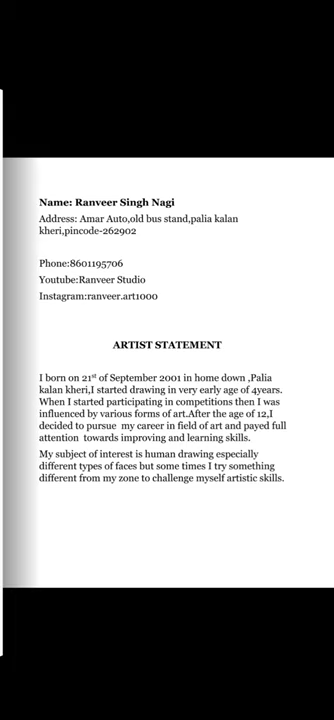 Name: Ranveer Singh Nagi
Address: Amar Auto,old bus stand,palia kalan
kheri,pincode-262902
Phone:8601195706
Youtube:Ranveer Studio
Instagram:ranveer.art1000
ARTIST STATEMENT
I born on 21st of September 2001 in home down ,Palia
kalan kheri,I started drawing in very early age of 4years.
When I started participating in competitions then I was
influenced by various forms of art.After the age of 12,I
decided to pursue my career in field of art and payed full
attention towards improving and learning skills.
My subject of interest is human drawing especially
different types of faces but some times I try something
different from my zone to challenge myself artistic skills.